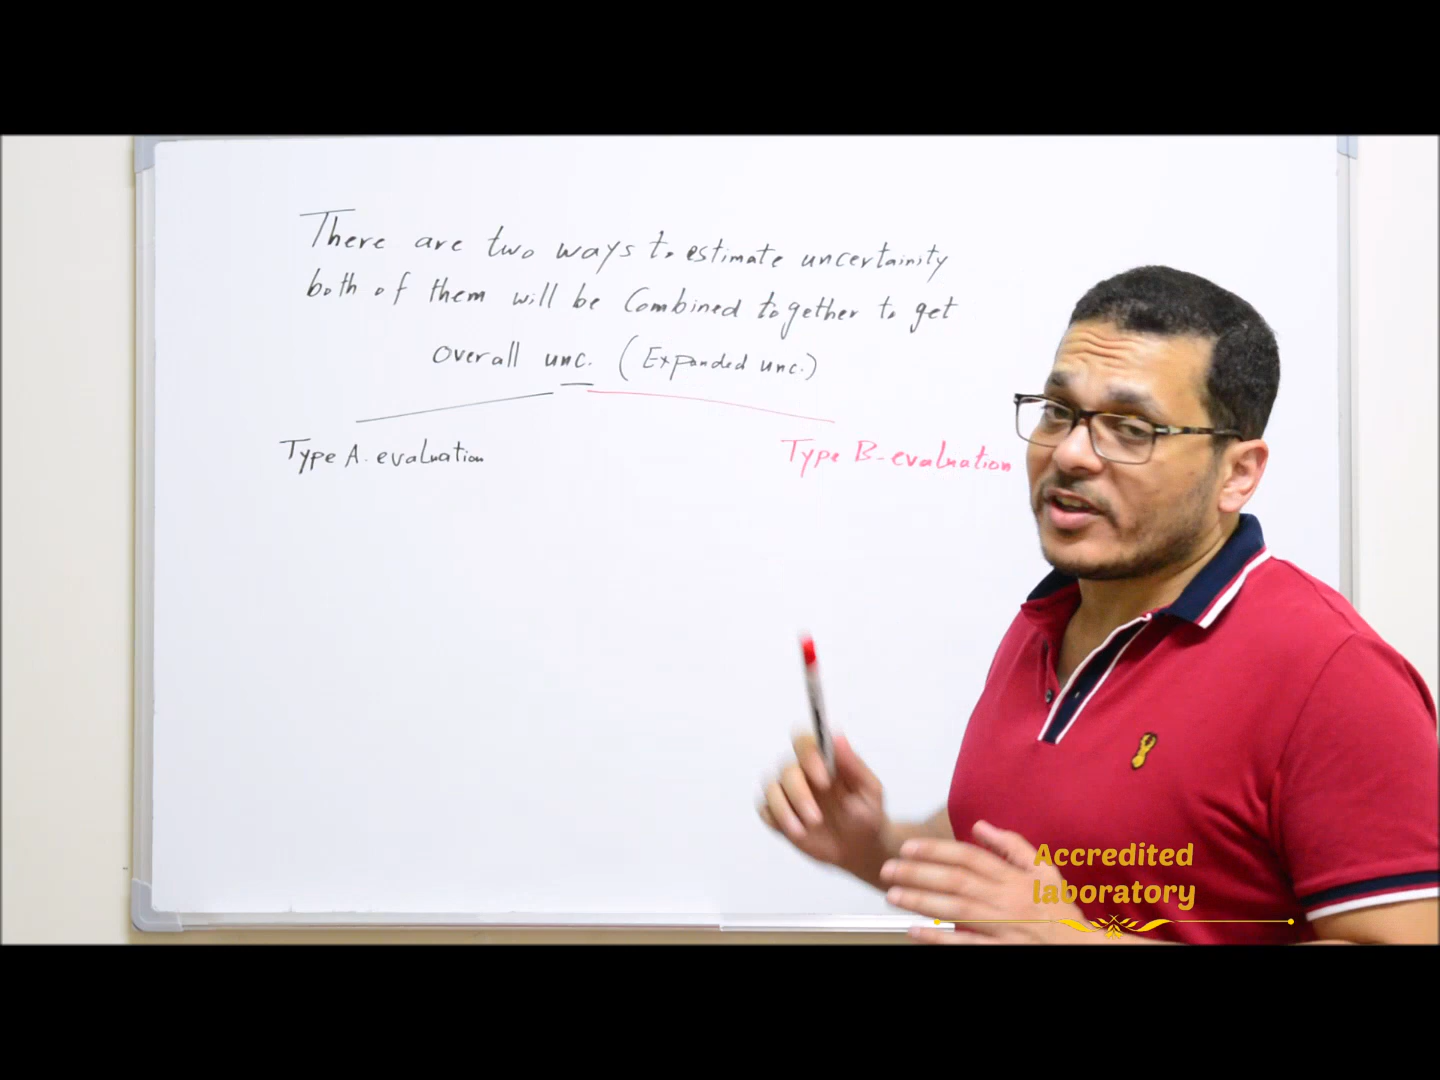 There are two ways to estimate uncertainity
both of them will be Combined together to get
overall unc. (Expanded unc.)
Type A. evaluation
Type B-evaluation
Accredited
laboratory